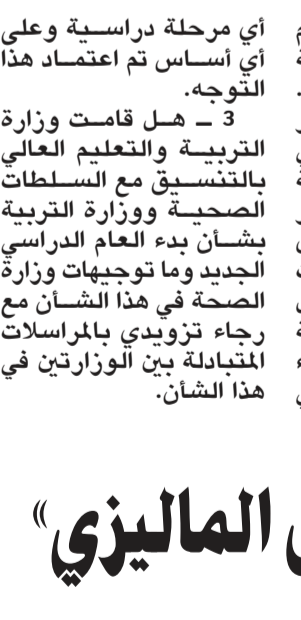 أي مرحلة دراسية وعلى
أي أساس تم اعتماد هذا
التوجه.
3 ــ هل قامت وزارة
التربية والتعليم العالي
بالتنسيق مع السلطات
الصحية ووزارة التربية
بشأن بدء العام الدراسي
الجديد وما توجيهات وزارة
الصحة في هذا الشأن مع
رجاء تزويدي بالمراسلات
المتبادلة بين الوزارتين في
هذا الشأن.
الماليزي»